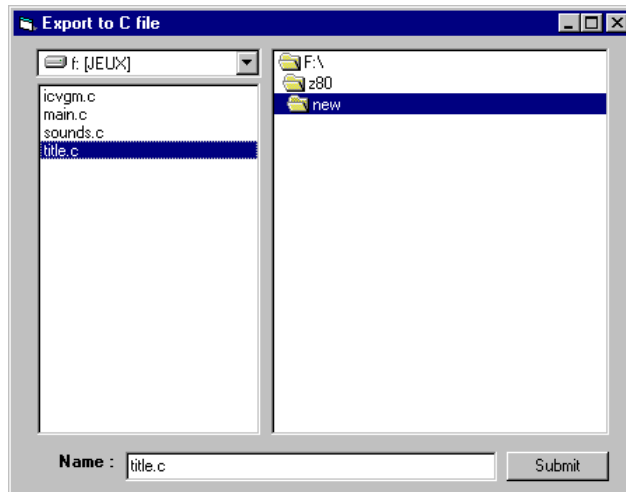 Export to C file
f: [JEUX]
icvgm.c
main.c
sounds.c
title.c
F:\
z80
new
Name :
title.c
Submit